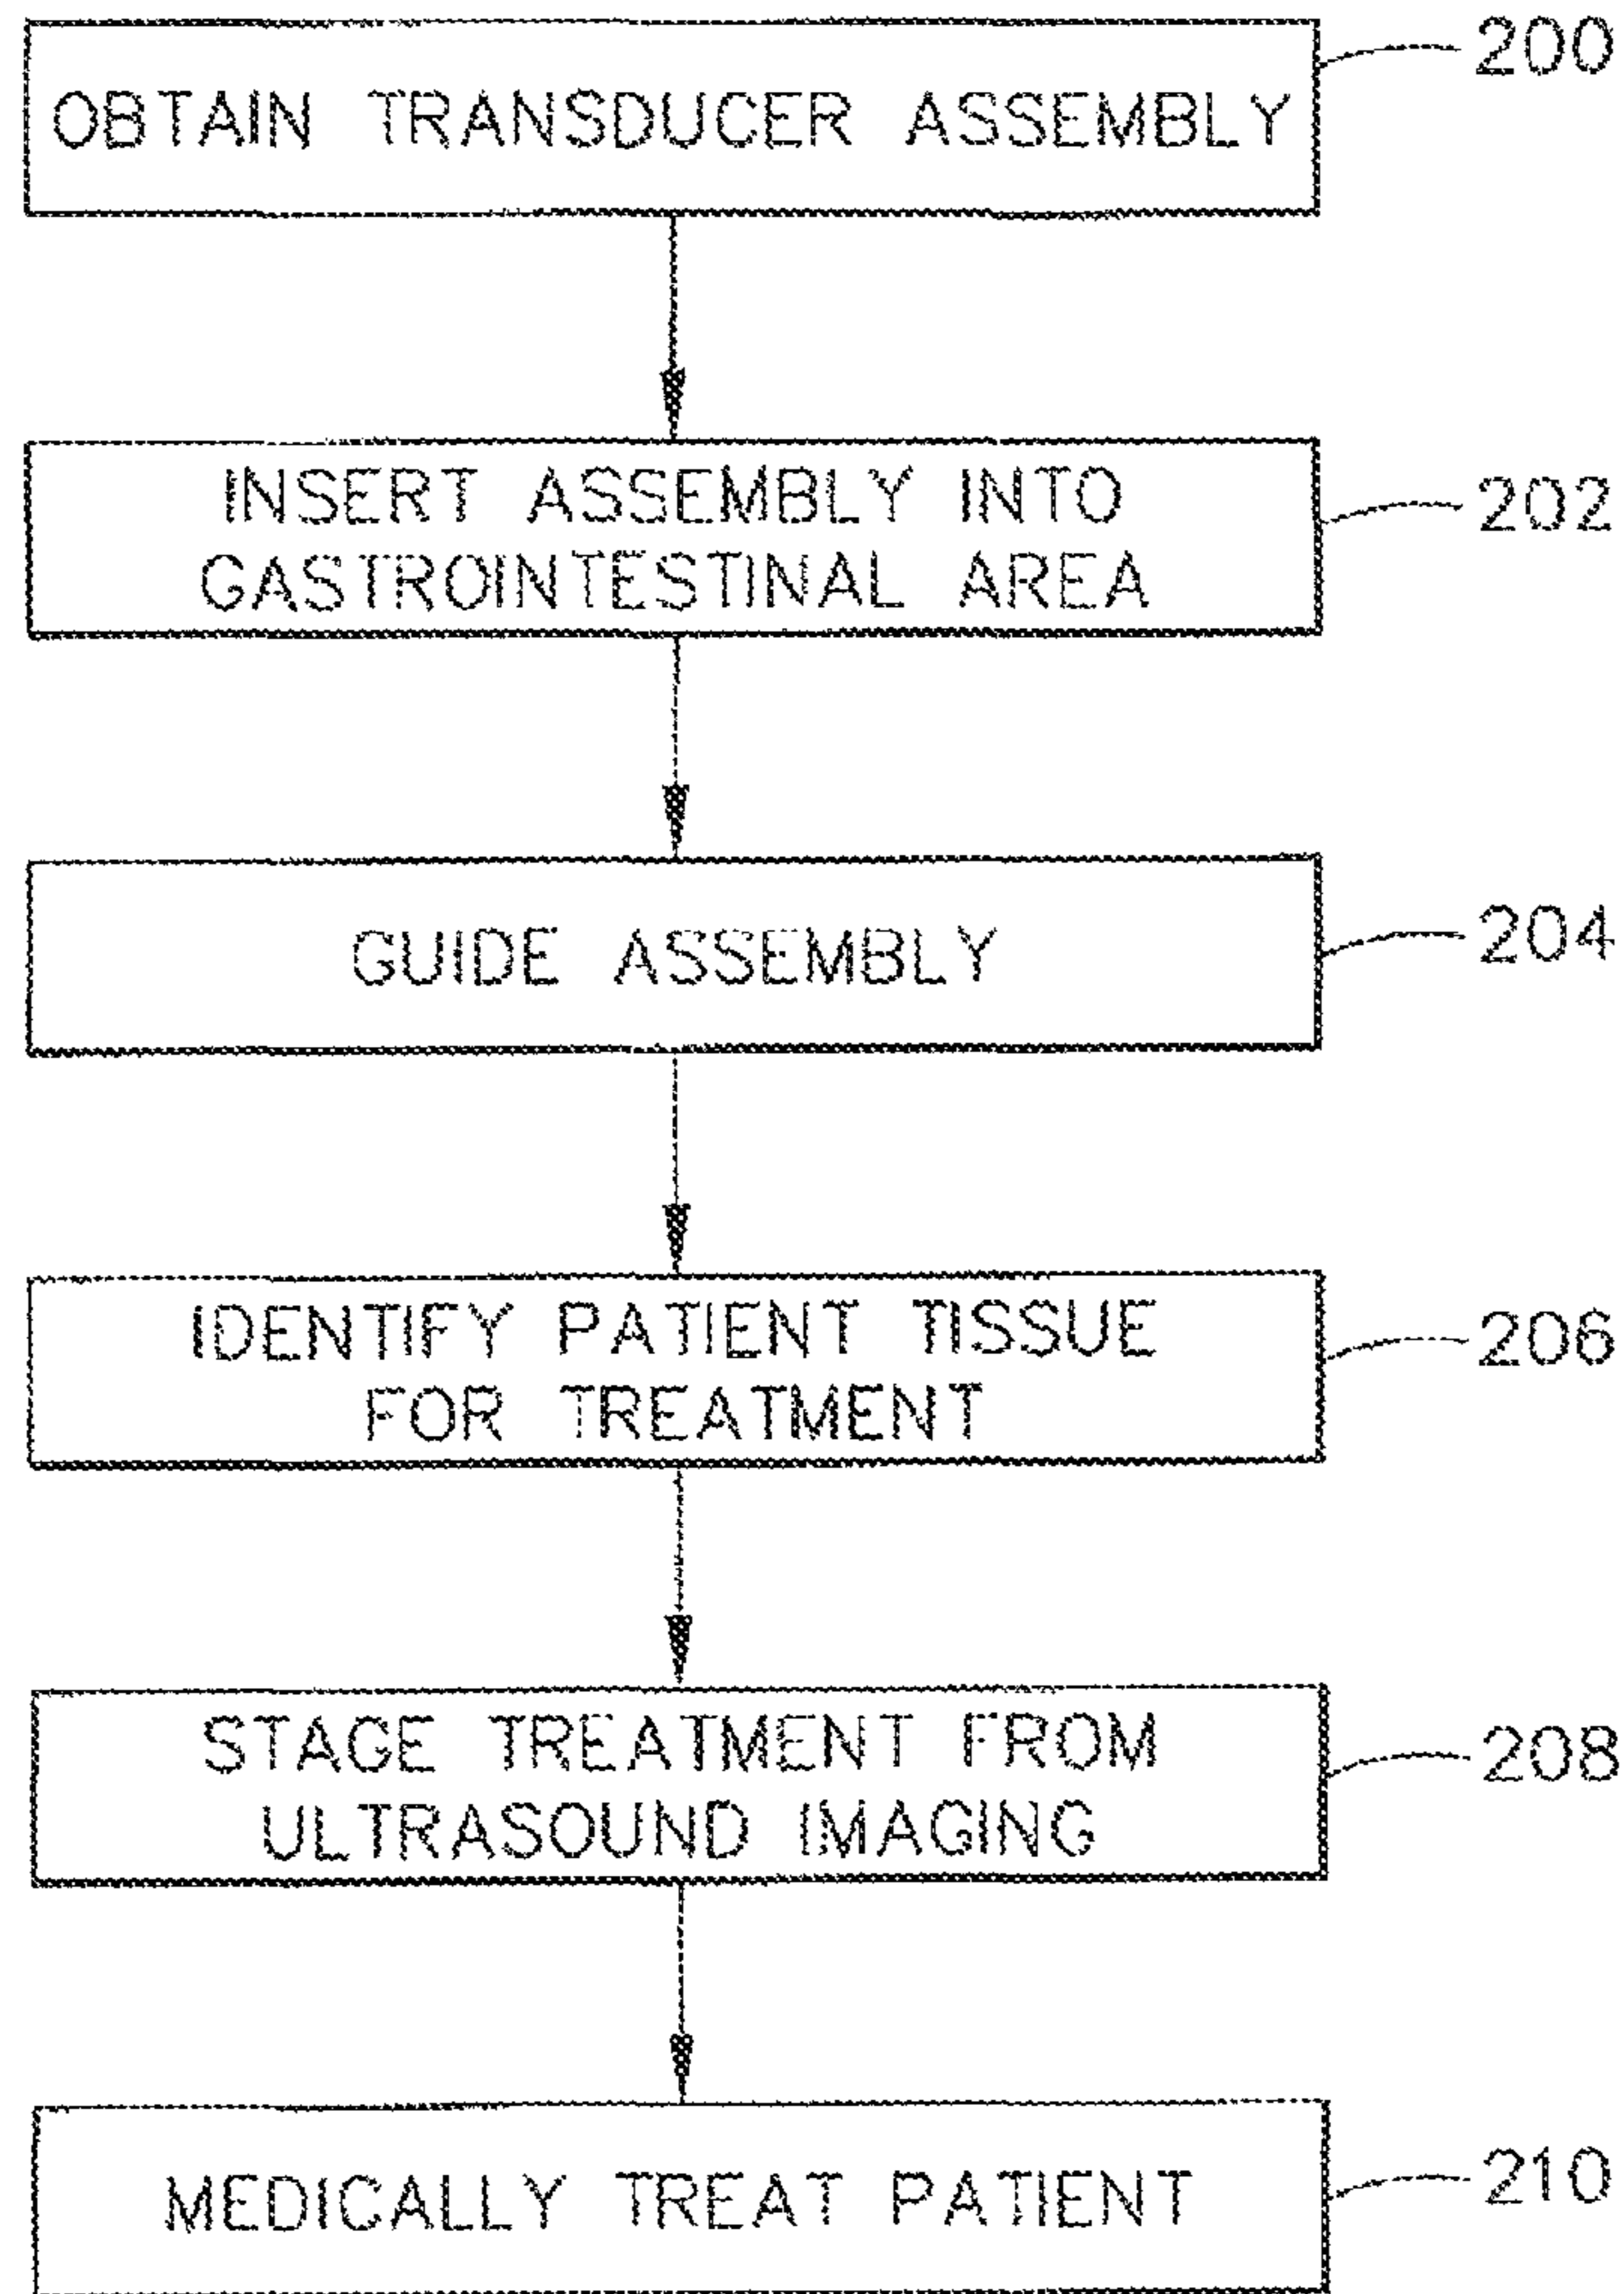 OBTAIN TRANSDUCER ASSEMBLY
200
INSERT ASSEMBLY INTO
GASTROINTESTINAL AREA
202
GUIDE ASSEMBLY
204
IDENTIFY PATIENT TISSUE
FOR TREATMENT
206
STAGE TREATMENT FROM
ULTRASOUND IMAGING
208
MEDICALLY TREAT PATIENT
210